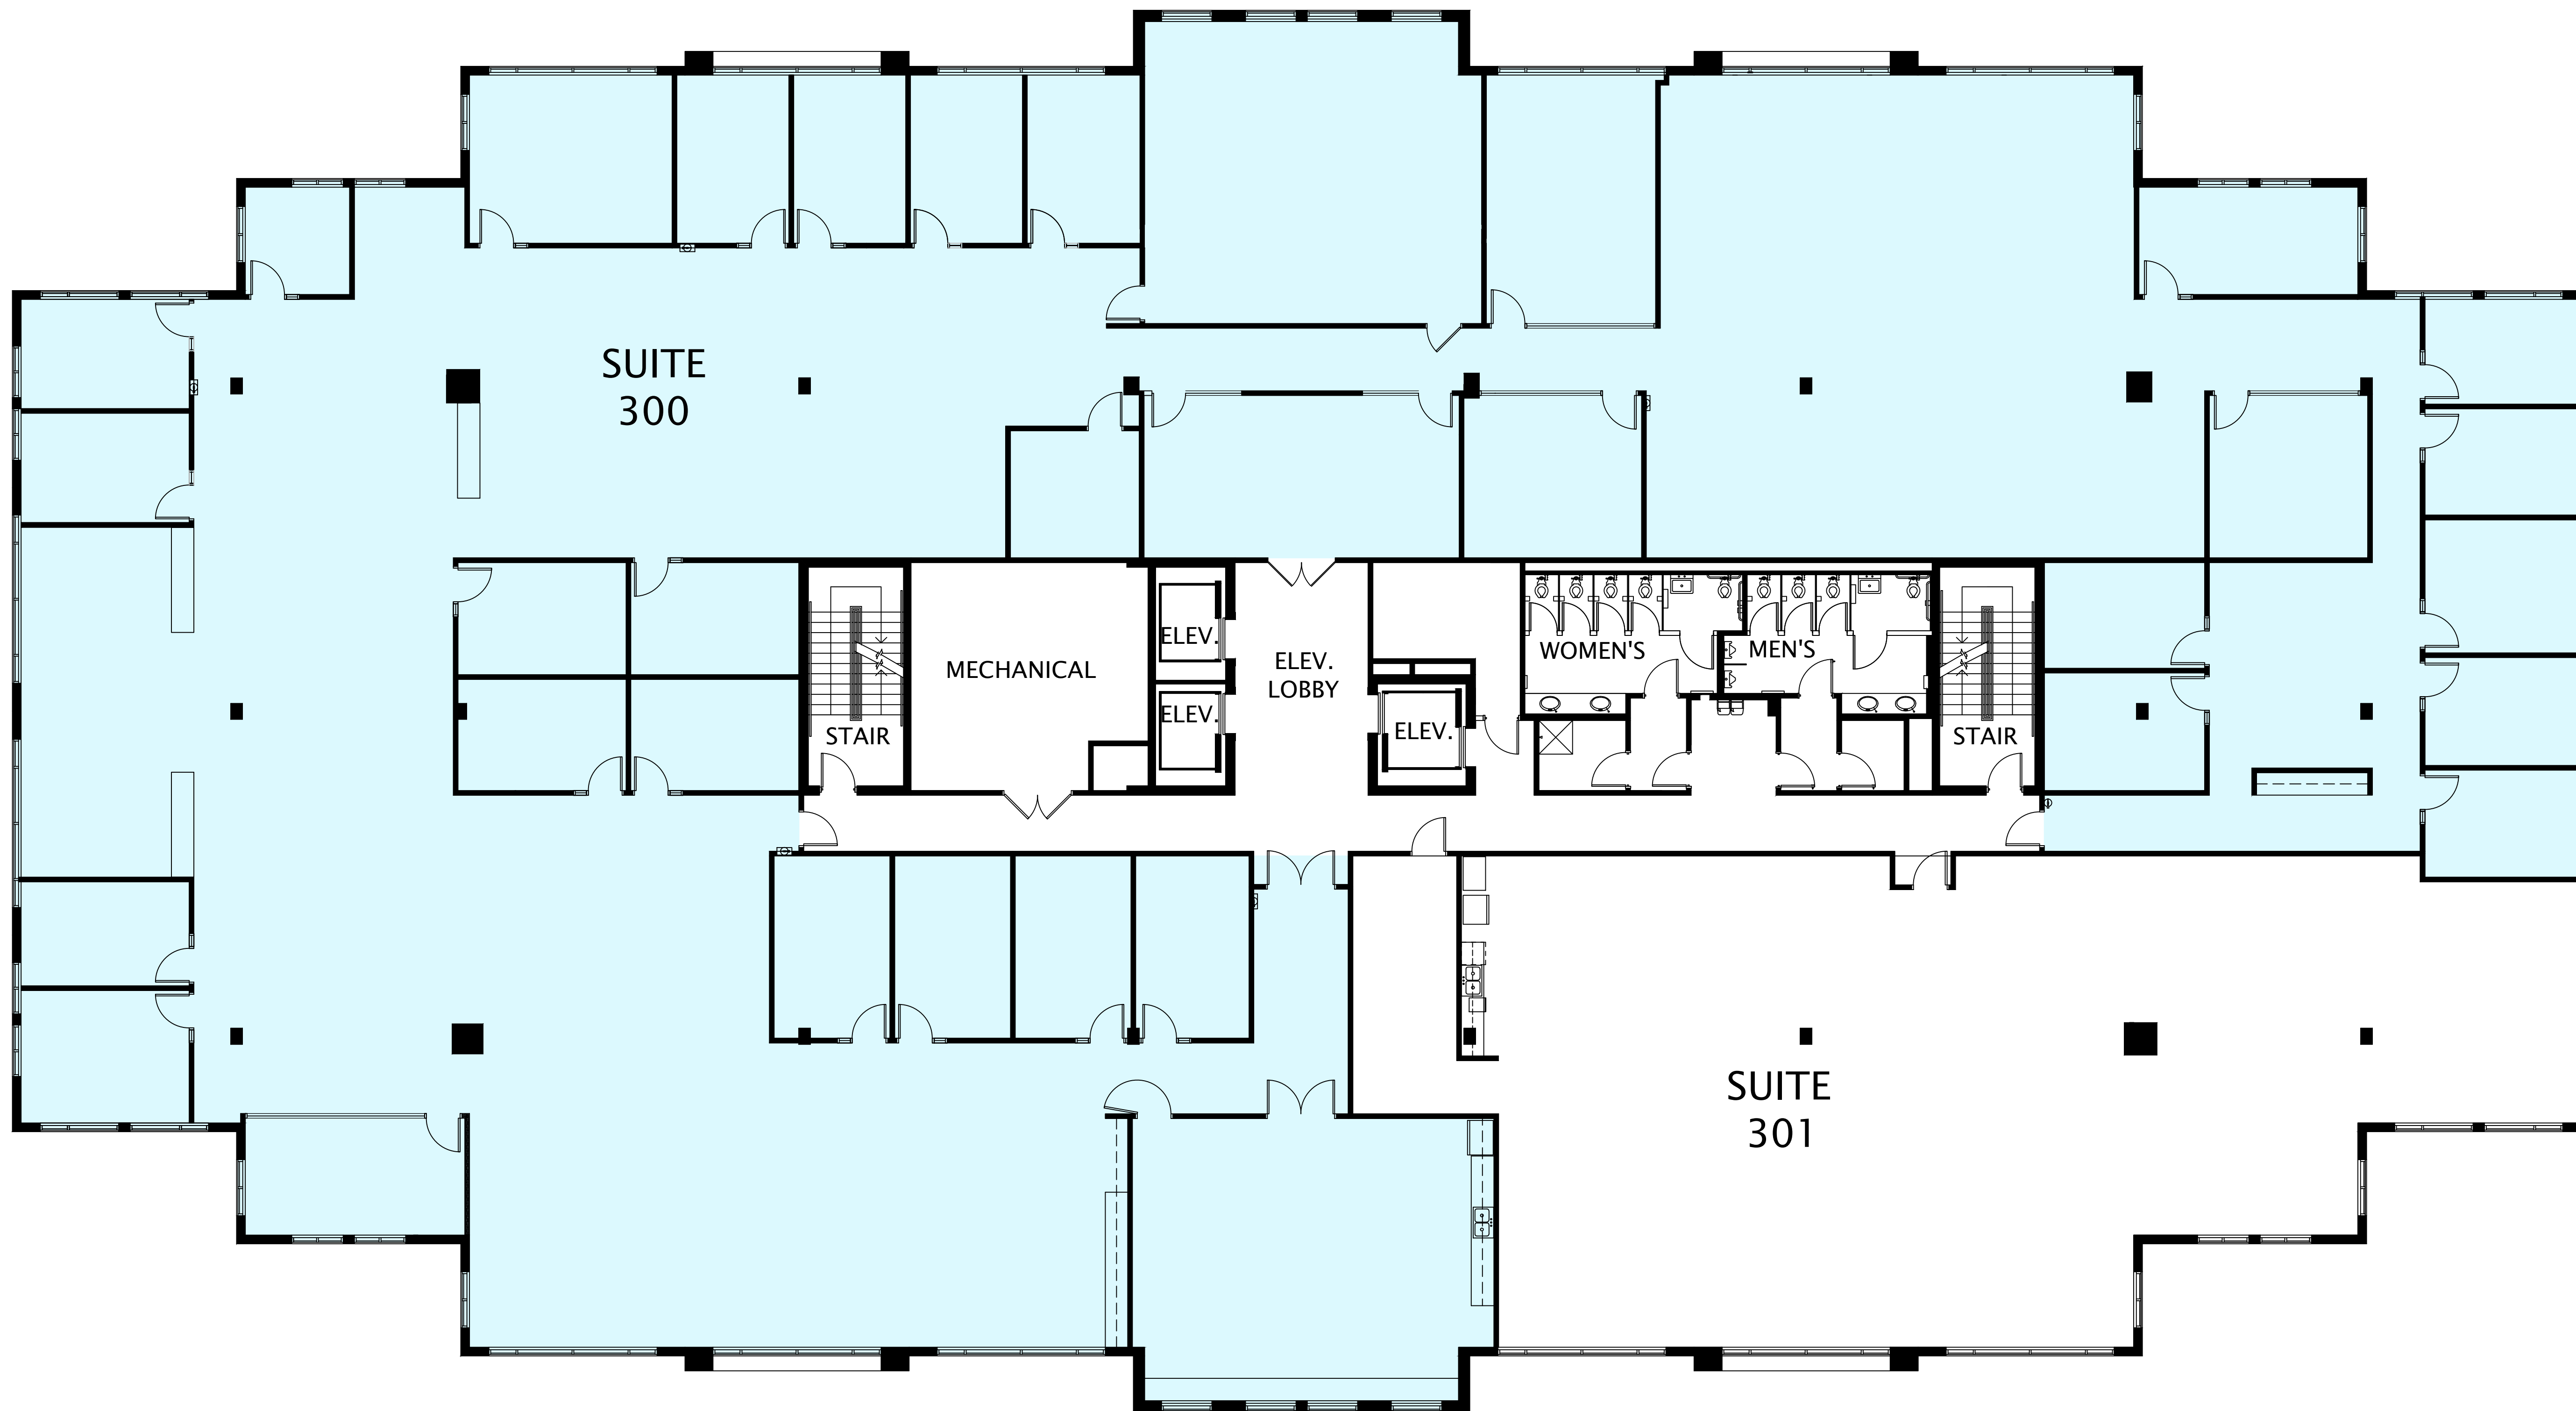 SUITE
300
ELEV.
ELEV.
MECHANICAL
STAIR
ELEV.
LOBBY
ELEV.
WOMEN'S
MEN'S
STAIR
SUITE
301